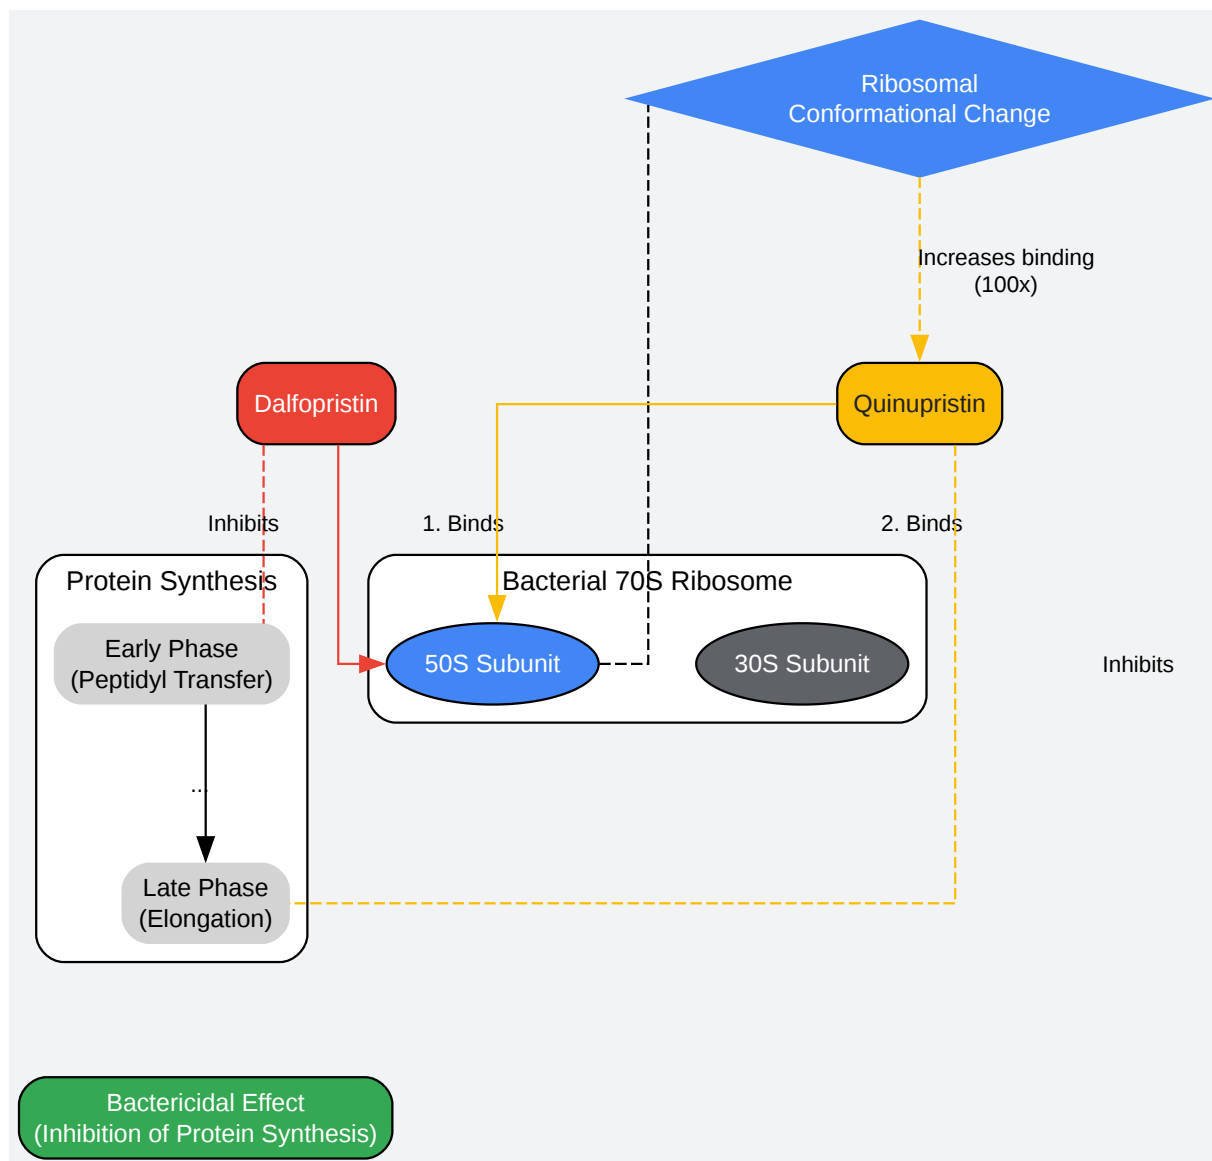 Ribosomal
Conformational Change
Increases binding
(100x)
Dalfopristin
Quinupristin
Inhibits
1. Binds
2. Binds
Protein Synthesis
Bacterial 70S Ribosome
Early Phase
(Peptidyl Transfer)
50S Subunit
30S Subunit
Inhibits
...
Late Phase
(Elongation)
Bactericidal Effect
(Inhibition of Protein Synthesis)